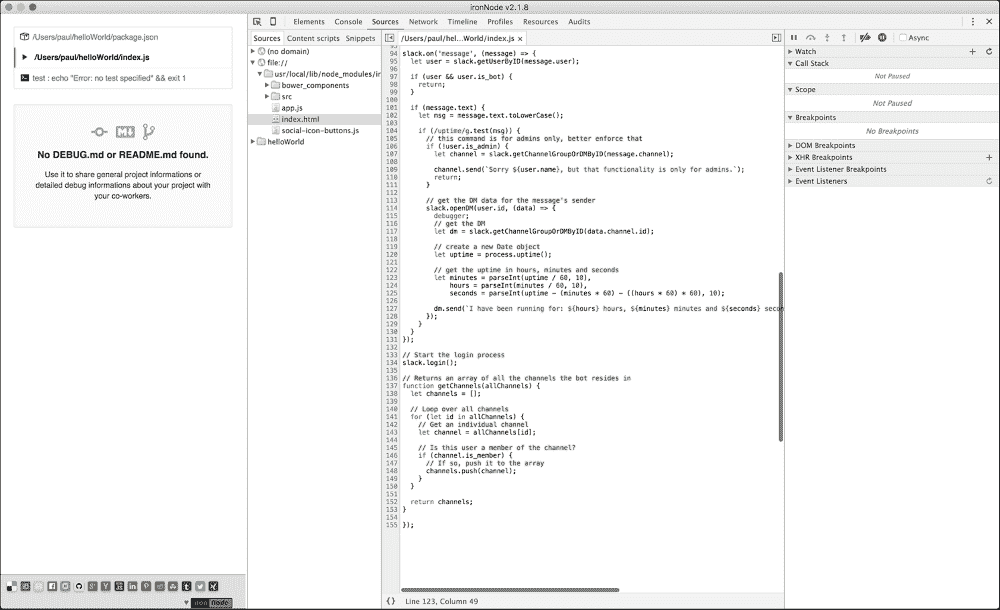 ironNode v2.1.8
/Users/paul/helloWorld/package.json
/Users/paul/helloWorld/index.js
test : echo "Error: no test specified" && exit 1
No DEBUG.md or README.md found.
Use it to share general project informations or
detailed debug informations about your project with
your co-workers.
iron Node
Elements Console Sources Network Timeline Profiles Resources Audits
Sources Content scripts Snippets
(no domain)
file://
usr/local/lib/node_modules/ir
bower_components
src
app.js
index.html
social-icon-buttons.js
helloWorld
/Users/paul/hel...World/index.js ×
93
94 slack.on('message', (message) => {
95 let user = slack.getUserByID(message.user);
96
97 if (user && user.is_bot) {
98 return;
99 }
100
101 if (message.text) {
102 let msg = message.text.toLowerCase();
103
104 if (/uptime/g.test(msg)) {
105 // this command is for admins only, better enforce that
106 if (!user.is_admin) {
107 let channel = slack.getChannelGroupOrDMByID(message.channel);
108
109 channel.send(`Sorry ${user.name}, but that functionality is only for admins.`);
110 return;
111 }
112
113 // get the DM data for the message's sender
114 slack.openDM(user.id, (data) => {
115 debugger;
116 // get the DM
117 let dm = slack.getChannelGroupOrDMByID(data.channel.id);
118
119 // create a new Date object
120 let uptime = process.uptime();
121
122 // get the uptime in hours, minutes and seconds
123 let minutes = parseInt(uptime / 60, 10),
124 hours = parseInt(minutes / 60, 10),
125 seconds = parseInt(uptime - (minutes * 60) - ((hours * 60) * 60), 10);
126
127 dm.send(`I have been running for: ${hours} hours, ${minutes} minutes and ${seconds} secon
128 });
129 }
130 }
131 });
132
133 // Start the login process
134 slack.login();
135
136 // Returns an array of all the channels the bot resides in
137 function getChannels(allChannels) {
138 let channels = [];
139
140 // Loop over all channels
141 for (let id in allChannels) {
142 // Get an individual channel
143 let channel = allChannels[id];
144
145 // Is this user a member of the channel?
146 if (channel.is_member) {
147 // If so, push it to the array
148 channels.push(channel);
149 }
150 }
151
152 return channels;
153 }
154
155 });
{} Line 123, Column 49
Async
Watch
Call Stack
Not Paused
Scope
Not Paused
Breakpoints
No Breakpoints
DOM Breakpoints
XHR Breakpoints
Event Listener Breakpoints
Event Listeners